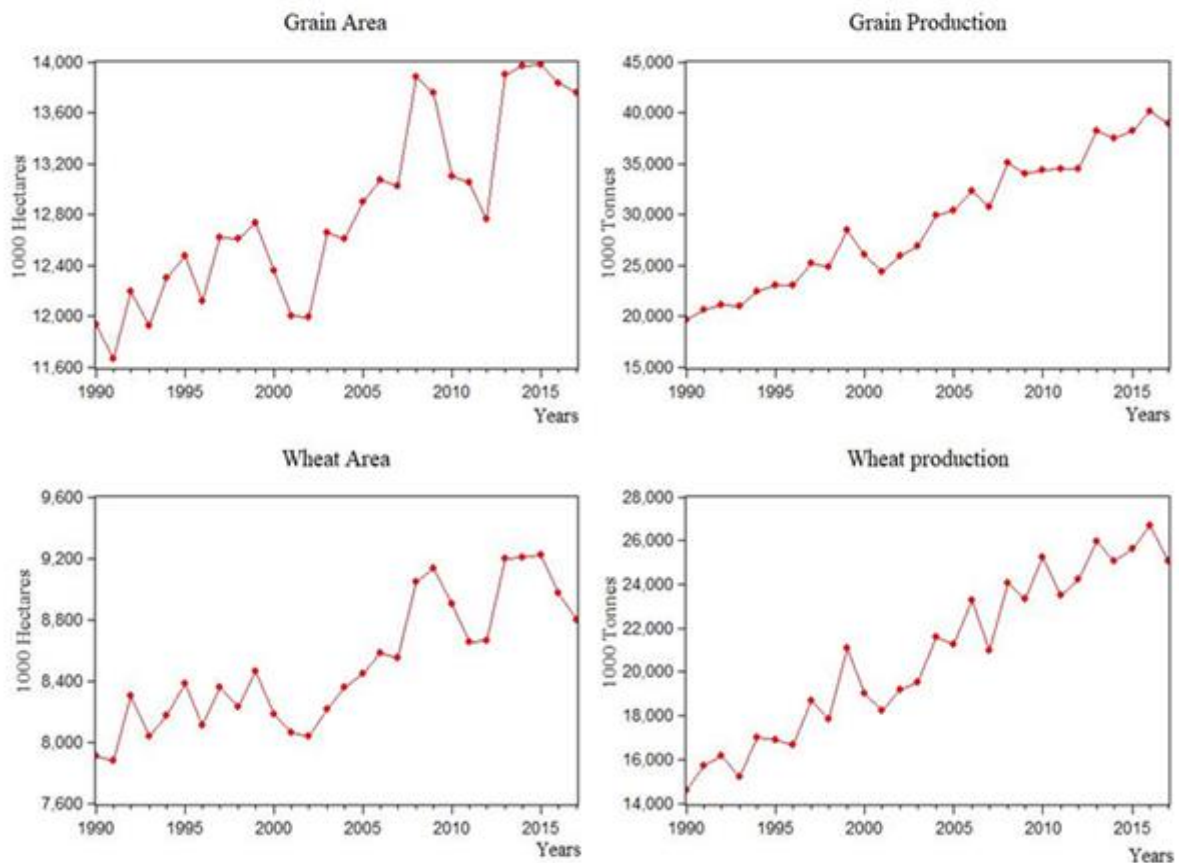 Grain Area
1000 Hectares
14,000
13,600
13,200
12,800
12,400
12,000
11,600
1990 1995 2000 2005 2010 2015
Years
Grain Production
1000 Tonnes
45,000
40,000
35,000
30,000
25,000
20,000
15,000
1990 1995 2000 2005 2010 2015
Years
Wheat Area
1000 Hectares
9,600
9,200
8,800
8,400
8,000
7,600
1990 1995 2000 2005 2010 2015
Years
Wheat production
1000 Tonnes
28,000
26,000
24,000
22,000
20,000
18,000
16,000
14,000
1990 1995 2000 2005 2010 2015
Years